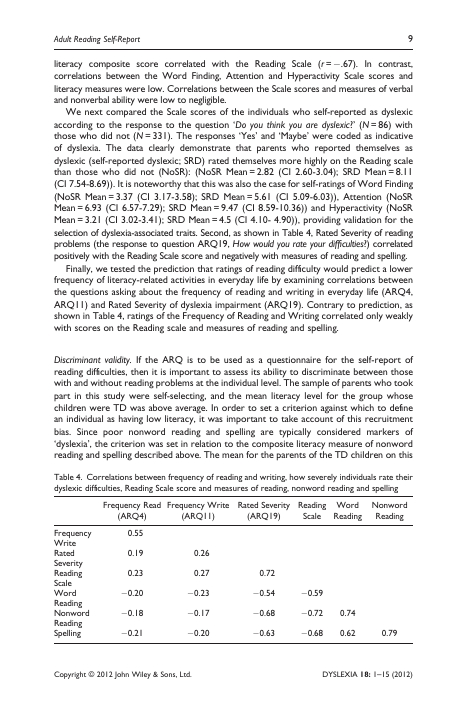 Adult Reading Self-Report 9
literacy composite score correlated with the Reading Scale (r = −.67). In contrast,
correlations between the Word Finding, Attention and Hyperactivity Scale scores and
literacy measures were low. Correlations between the Scale scores and measures of verbal
and nonverbal ability were low to negligible.
We next compared the Scale scores of the individuals who self-reported as dyslexic
according to the response to the question ‘Do you think you are dyslexic?’ (N = 86) with
those who did not (N = 331). The responses ‘Yes’ and ‘Maybe’ were coded as indicative
of dyslexia. The data clearly demonstrate that parents who reported themselves as
dyslexic (self-reported dyslexic; SRD) rated themselves more highly on the Reading scale
than those who did not (NoSR): (NoSR Mean = 2.82 (CI 2.60-3.04); SRD Mean = 8.11
(CI 7.54-8.69)). It is noteworthy that this was also the case for self-ratings of Word Finding
(NoSR Mean = 3.37 (CI 3.17-3.58); SRD Mean = 5.61 (CI 5.09-6.03)), Attention (NoSR
Mean = 6.93 (CI 6.57-7.29); SRD Mean = 9.47 (CI 8.59-10.36)) and Hyperactivity (NoSR
Mean = 3.21 (CI 3.02-3.41); SRD Mean = 4.5 (CI 4.10- 4.90)), providing validation for the
selection of dyslexia-associated traits. Second, as shown in Table 4, Rated Severity of reading
problems (the response to question ARQ19, How would you rate your difficulties?) correlated
positively with the Reading Scale and negatively with measures of reading and spelling.
Finally, we tested the prediction that ratings of reading difficulty would predict a lower
frequency of literacy-related activities in everyday life by examining correlations between
the questions asking about the frequency of reading and writing in everyday life (ARQ4,
ARQ11) and Rated Severity of dyslexia impairment (ARQ19). Contrary to prediction, as
shown in Table 4, ratings of the Frequency of Reading and Writing correlated only weakly
with scores on the Reading scale and measures of reading and spelling.
Discriminant validity. If the ARQ is to be used as a questionnaire for the self-report of
reading difficulties, then it is important to assess its ability to discriminate between those
with and without reading problems at the individual level. The sample of parents who took
part in this study were self-selecting, and the mean literacy level for the group whose
children were TD was above average. In order to set a criterion against which to define
an individual as having low literacy, it was important to take account of this recruitment
bias. Since poor nonword reading and spelling are typically considered markers of
‘dyslexia’, the criterion was set in relation to the composite literacy measure of nonword
reading and spelling described above. The mean for the parents of the TD children on this
Table 4. Correlations between frequency of reading and writing, how severely individuals rate their
dyslexic difficulties, Reading Scale score and measures of reading, nonword reading and spelling
Frequency Read Frequency Write Rated Severity Reading Word Nonword
(ARQ4) (ARQ11) (ARQ19) Scale Reading Reading
Frequency 0.55
Write
Rated 0.19 0.26
Severity
Reading 0.23 0.27 0.72
Scale
Word −0.20 −0.23 −0.54 −0.59
Reading
Nonword −0.18 −0.17 −0.68 −0.72 0.74
Reading
Spelling −0.21 −0.20 −0.63 −0.68 0.62 0.79
Copyright © 2012 John Wiley & Sons, Ltd. DYSLEXIA 18: 1–15 (2012)